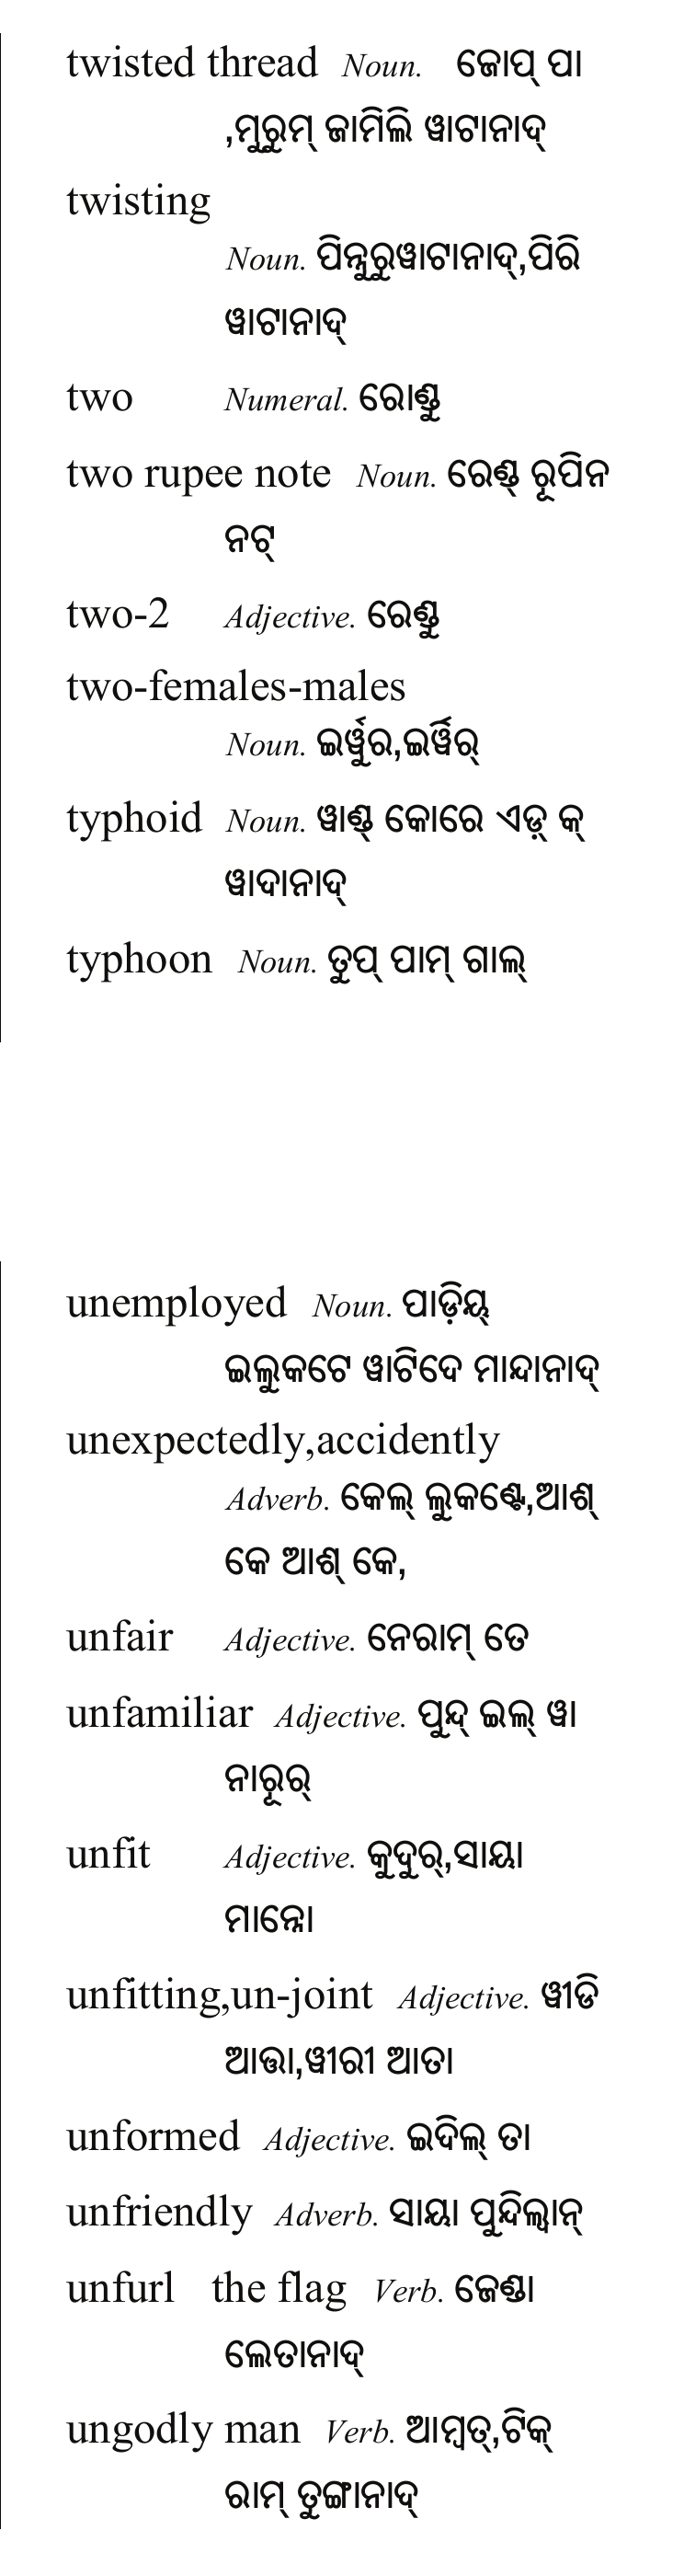 twisted thread Noun. ଜୋପ୍ ପା
,ମୁରୁମ୍ ଜାମିଲି ୱାଟାନାଦ୍
twisting
Noun. ପିନ୍ନୁରୁୱାଟାନାଦ୍,ପିରି
ୱାଟାନାଦ୍
two Numeral. ରୋଣ୍ଡୁ
two rupee note Noun. ରେଣ୍ଡ୍ ରୂପିନ
ନଟ୍
two-2 Adjective. ରେଣ୍ଡୁ
two-females-males
Noun. ଇର୍ୱୁର,ଇର୍ୱିର୍
typhoid Noun. ୱାଣ୍ଡ୍ କୋରେ ଏଡ଼୍ କ୍
ୱାଦାନାଦ୍
typhoon Noun. ତୁପ୍ ପାମ୍ ଗାଲ୍
unemployed Noun. ପାଡ଼ିୟ୍
ଇଲୁକଟେ ୱାଟିଦେ ମାନ୍ଦାନାଦ୍
unexpectedly,accidently
Adverb. କେଲ୍ ଲୁକଣ୍ଟେ,ଆଶ୍
କେ ଆଶ୍ କେ,
unfair Adjective. ନେରାମ୍ ତେ
unfamiliar Adjective. ପୁନ୍ଦ୍ ଇଲ୍ ୱା
ନାରୂର୍
unfit Adjective. କୁଦୁର୍,ସାୟା
ମାନ୍ନୋ
unfitting,un-joint Adjective. ୱୀଡି
ଆତ୍ତା,ୱୀରୀ ଆତା
unformed Adjective. ଇଦିଲ୍ ତା
unfriendly Adverb. ସାୟା ପୁନ୍ଦିଲ୍ୱାନ୍
unfurl the flag Verb. ଜେଣ୍ଡା
ଲେତାନାଦ୍
ungodly man Verb. ଆମ୍ବତ୍,ଟିକ୍
ରାମ୍ ତୁଙ୍ଗାନାଦ୍